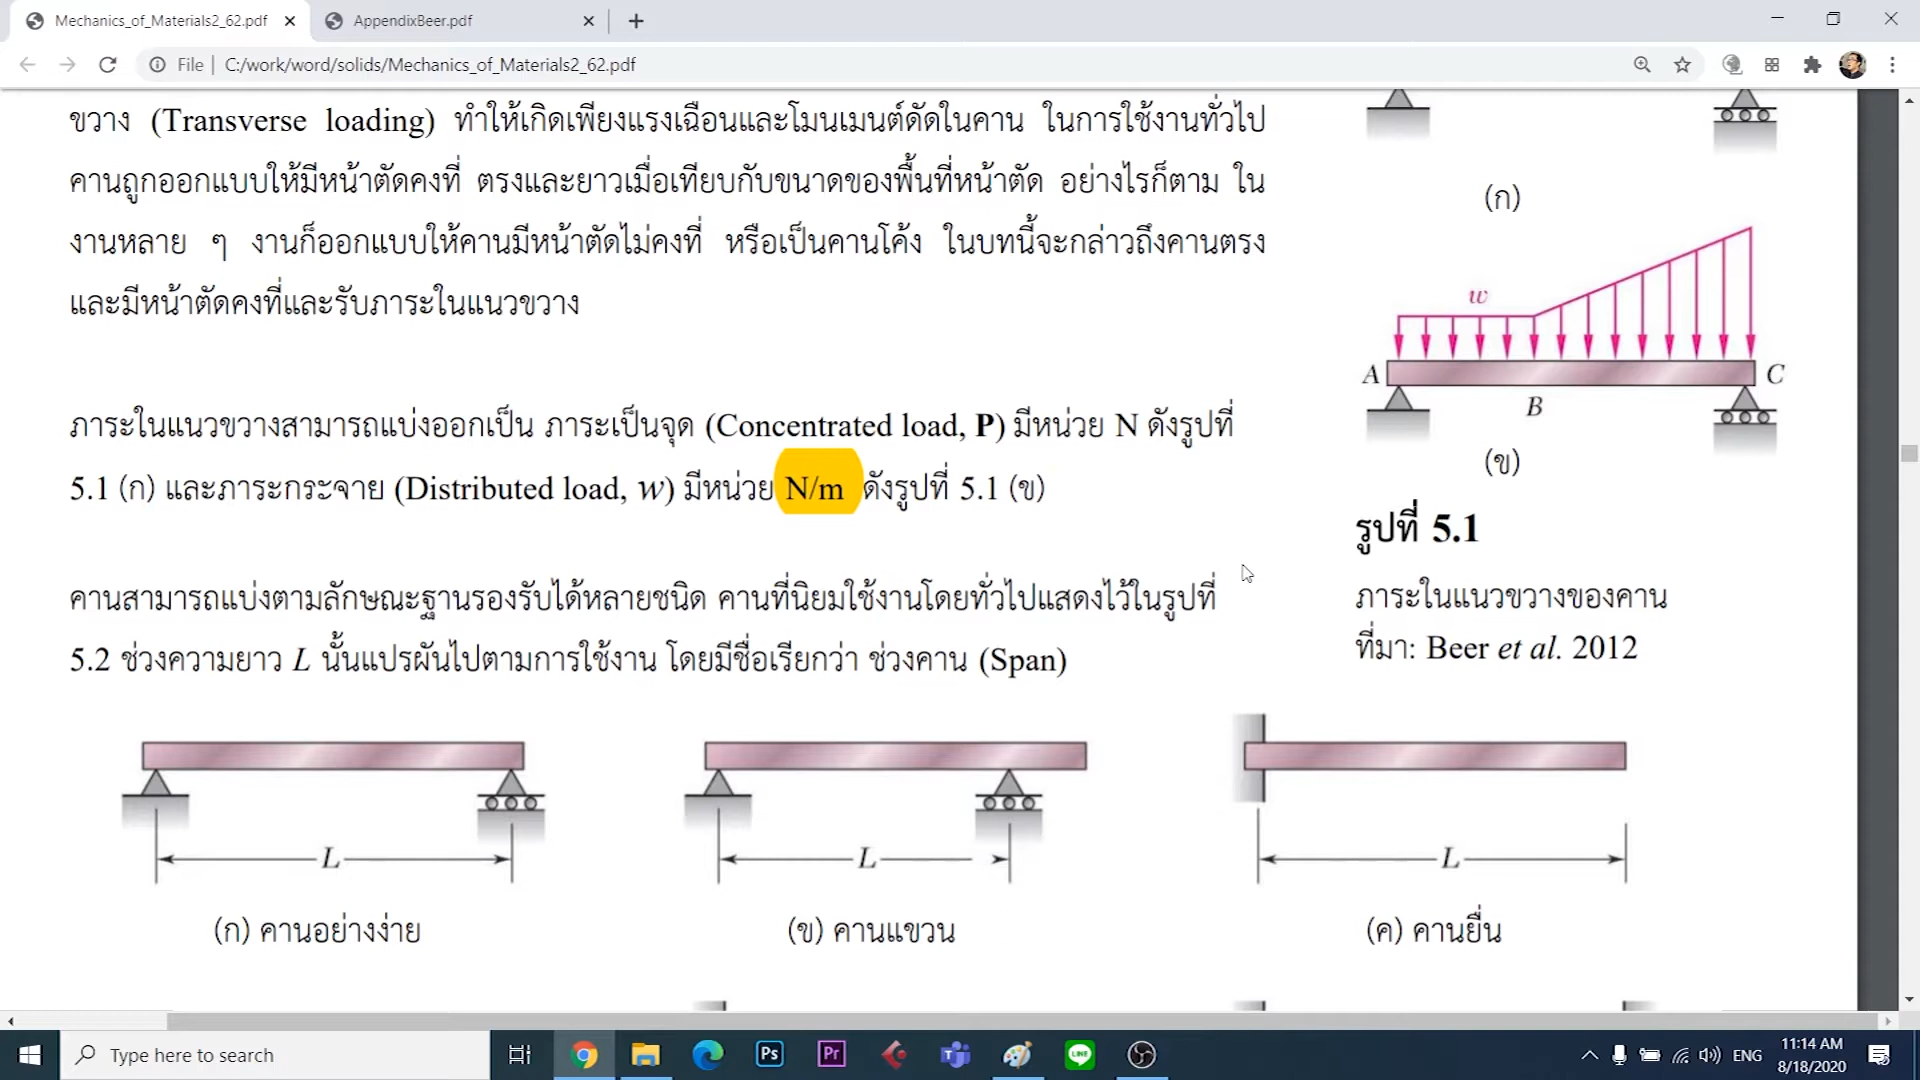 Mechanics_of_Materials2_62.pdf
AppendixBeer.pdf
File
C:/work/word/solids/Mechanics_of_Materials2_62.pdf
ขวาง (Transverse loading) ทำให้เกิดเพียงแรงเฉือนและโมนเมนต์ดัดในคาน ในการใช้งานทั่วไป
คานถูกออกแบบให้มีหน้าตัดคงที่ ตรงและยาวเมื่อเทียบกับขนาดของพื้นที่หน้าตัด อย่างไรก็ตาม ใน
งานหลาย ๆ งานก็ออกแบบให้คานมีหน้าตัดไม่คงที่ หรือเป็นคานโค้ง ในบทนี้จะกล่าวถึงคานตรง
และมีหน้าตัดคงที่และรับภาระในแนวขวาง
ภาระในแนวขวางสามารถแบ่งออกเป็น ภาระเป็นจุด (Concentrated load, P) มีหน่วย N ดังรูปที่
5.1 (ก) และภาระกระจาย (Distributed load, w) มีหน่วย N/m ดังรูปที่ 5.1 (ข)
คานสามารถแบ่งตามลักษณะฐานรองรับได้หลายชนิด คานที่นิยมใช้งานโดยทั่วไปแสดงไว้ในรูปที่
5.2 ช่วงความยาว L นั้นแปรผันไปตามการใช้งาน โดยมีชื่อเรียกว่า ช่วงคาน (Span)
(ก)
w
A
C
B
(ข)
รูปที่ 5.1
ภาระในแนวขวางของคาน
ที่มา: Beer et al. 2012
L
L
L
(ก) คานอย่างง่าย
(ข) คานแขวน
(ค) คานยื่น
Type here to search
Ps
Pr
T
LINE
ENG
11:14 AM
8/18/2020